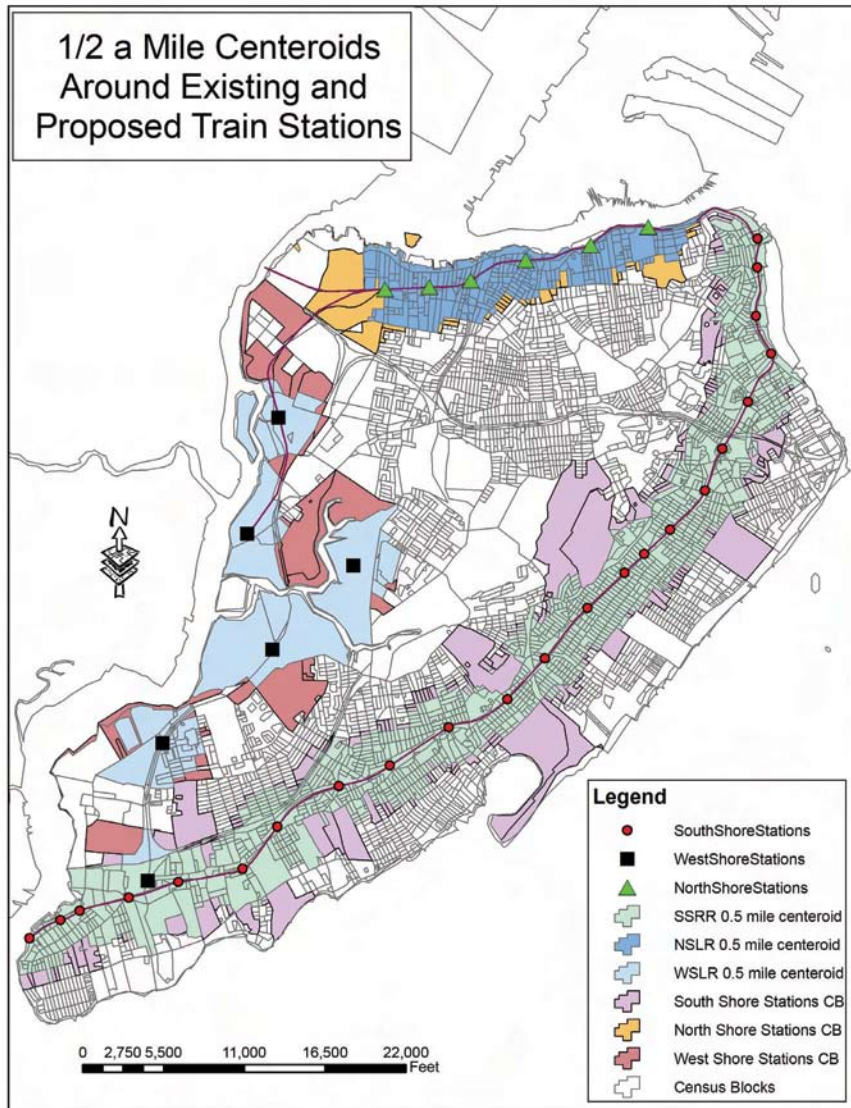 1/2 a Mile Centeroids
Around Existing and
Proposed Train Stations
N
Legend
SouthShoreStations
WestShoreStations
NorthShoreStations
SSRR 0.5 mile centeroid
NSLR 0.5 mile centeroid
WSLR 0.5 mile centeroid
South Shore Stations CB
North Shore Stations CB
West Shore Stations CB
Census Blocks
0 2,750 5,500 11,000 16,500 22,000
Feet